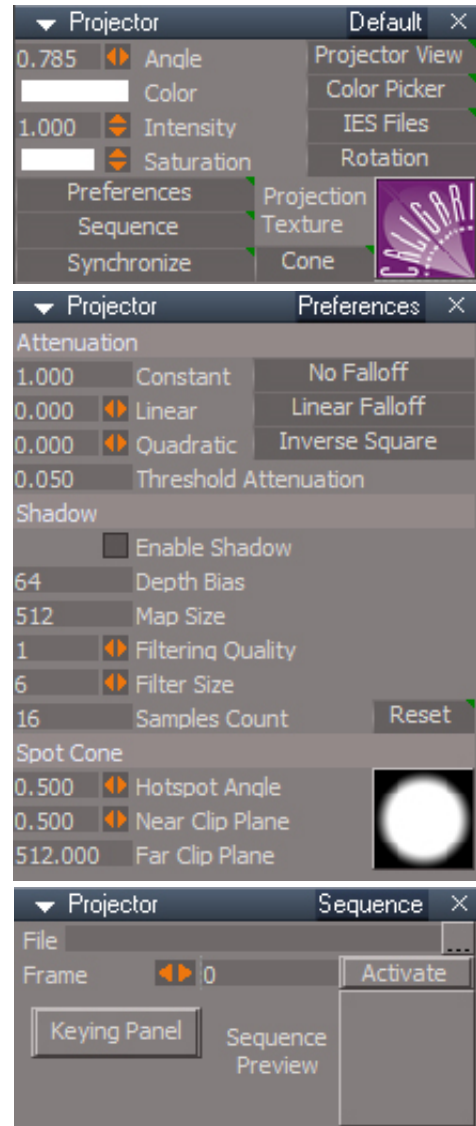 Projector Default ×
0.785 Angle Projector View
Color Color Picker
1.000 Intensity IES Files
Saturation Rotation
Preferences Projection
Sequence Texture
Synchronize Cone
CALIGARI
Projector Preferences ×
Attenuation
1.000 Constant No Falloff
0.000 Linear Linear Falloff
0.000 Quadratic Inverse Square
0.050 Threshold Attenuation
Shadow
Enable Shadow
64 Depth Bias
512 Map Size
1 Filtering Quality
6 Filter Size
16 Samples Count Reset
Spot Cone
0.500 Hotspot Angle
0.500 Near Clip Plane
512.000 Far Clip Plane
Projector Sequence ×
File ...
Frame 0 Activate
Keying Panel Sequence
Preview